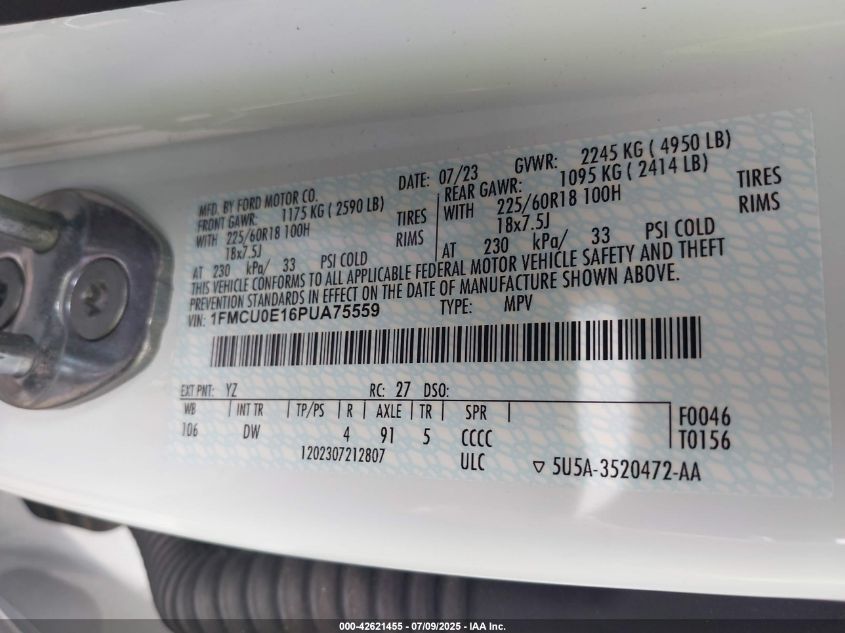 MFD. BY FORD MOTOR CO.
DATE: 07/23 GVWR: 2245 KG ( 4950 LB)
FRONT GAWR: 1175 KG ( 2590 LB) REAR GAWR: 1095 KG ( 2414 LB)
WITH 225/60R18 100H TIRES WITH 225/60R18 100H TIRES
18x7.5J RIMS 18x7.5J RIMS
AT 230 kPa/ 33 PSI COLD AT 230 kPa/ 33 PSI COLD
THIS VEHICLE CONFORMS TO ALL APPLICABLE FEDERAL MOTOR VEHICLE SAFETY AND THEFT
PREVENTION STANDARDS IN EFFECT ON THE DATE OF MANUFACTURE SHOWN ABOVE.
VIN: 1FMCU0E16PUA75559 TYPE: MPV
EXT PNT: YZ RC: 27 DSO:
WB INT TR TP/PS R AXLE TR SPR
106 DW 4 91 5 CCCC
F0046
T0156
1202307212807 ULC
5U5A-3520472-AA
000-42621455 - 07/09/2025 - IAA Inc.